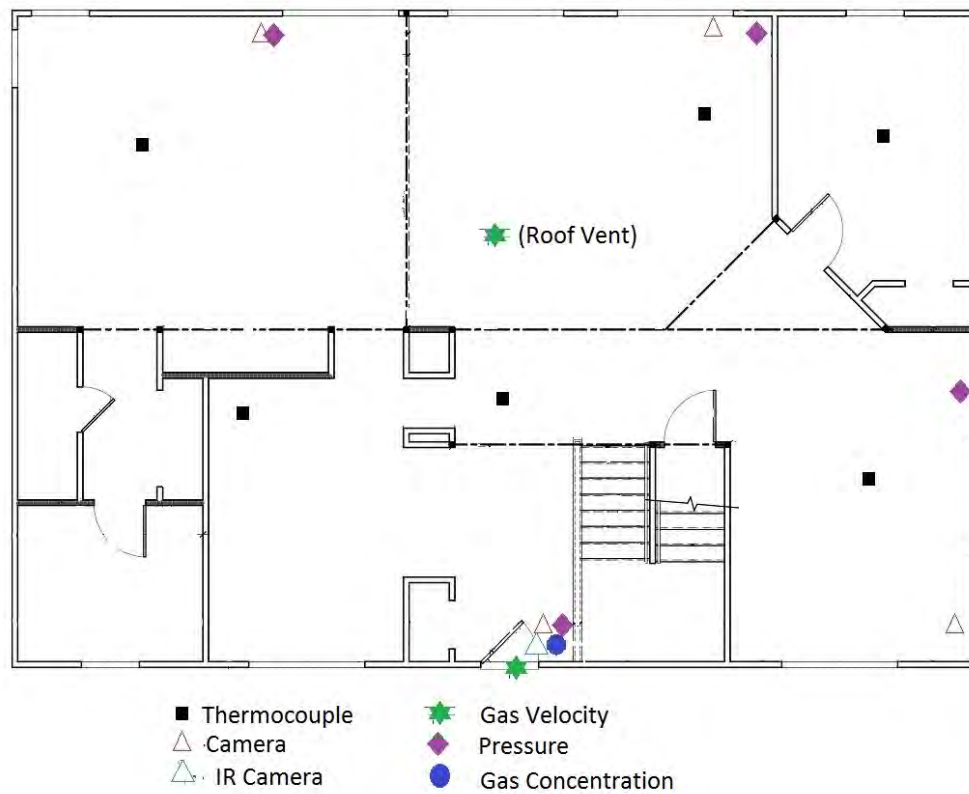 (Roof Vent)
Thermocouple
Gas Velocity
Camera
Pressure
IR Camera
Gas Concentration